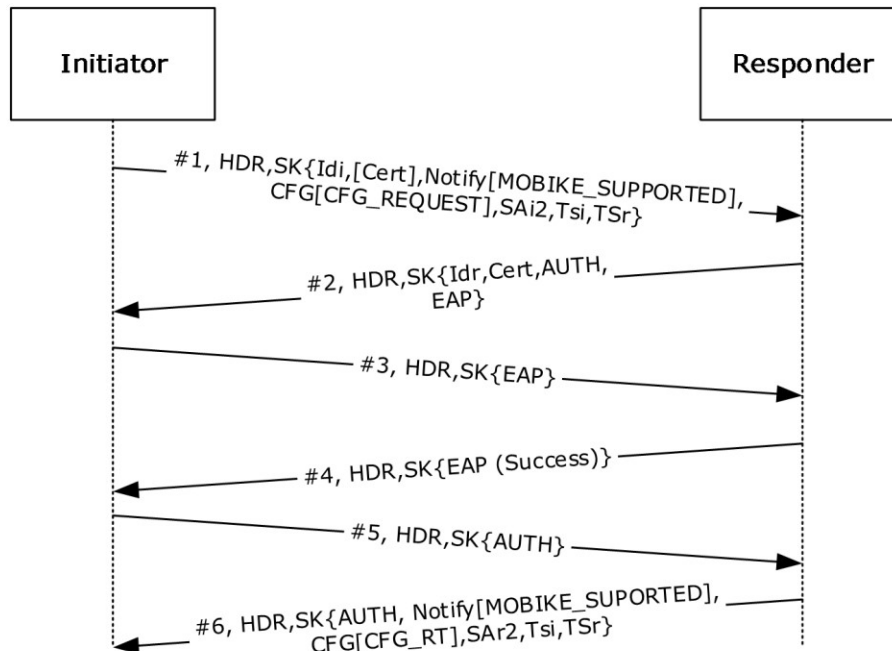 Initiator
Responder
#1, HDR,SK{Idi,[Cert],Notify[MOBIKE_SUPPORTED],
CFG[CFG_REQUEST],SAi2,Tsi,TSr}
#2, HDR,SK{Idr,Cert,AUTH,
EAP}
#3, HDR,SK{EAP}
#4, HDR,SK{EAP (Success)}
#5, HDR,SK{AUTH}
#6, HDR,SK{AUTH, Notify[MOBIKE_SUPORTED],
CFG[CFG_RT],SAr2,Tsi,TSr}